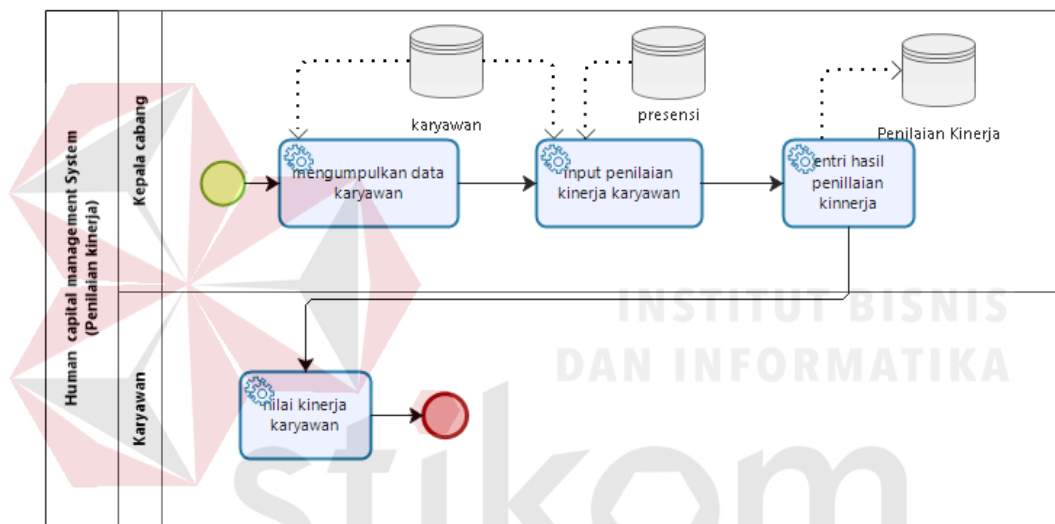 Human capital management System
(Penilaian kinerja)
Kepala cabang
karyawan
presensi
Penilaian Kinerja
mengumpulkan data
karyawan
input penilaian
kinerja karyawan
entri hasil
penillaian
kinnerja
INSTITUT BISNIS
DAN INFORMATIKA
Karyawan
nilai kinerja
karyawan
stikom